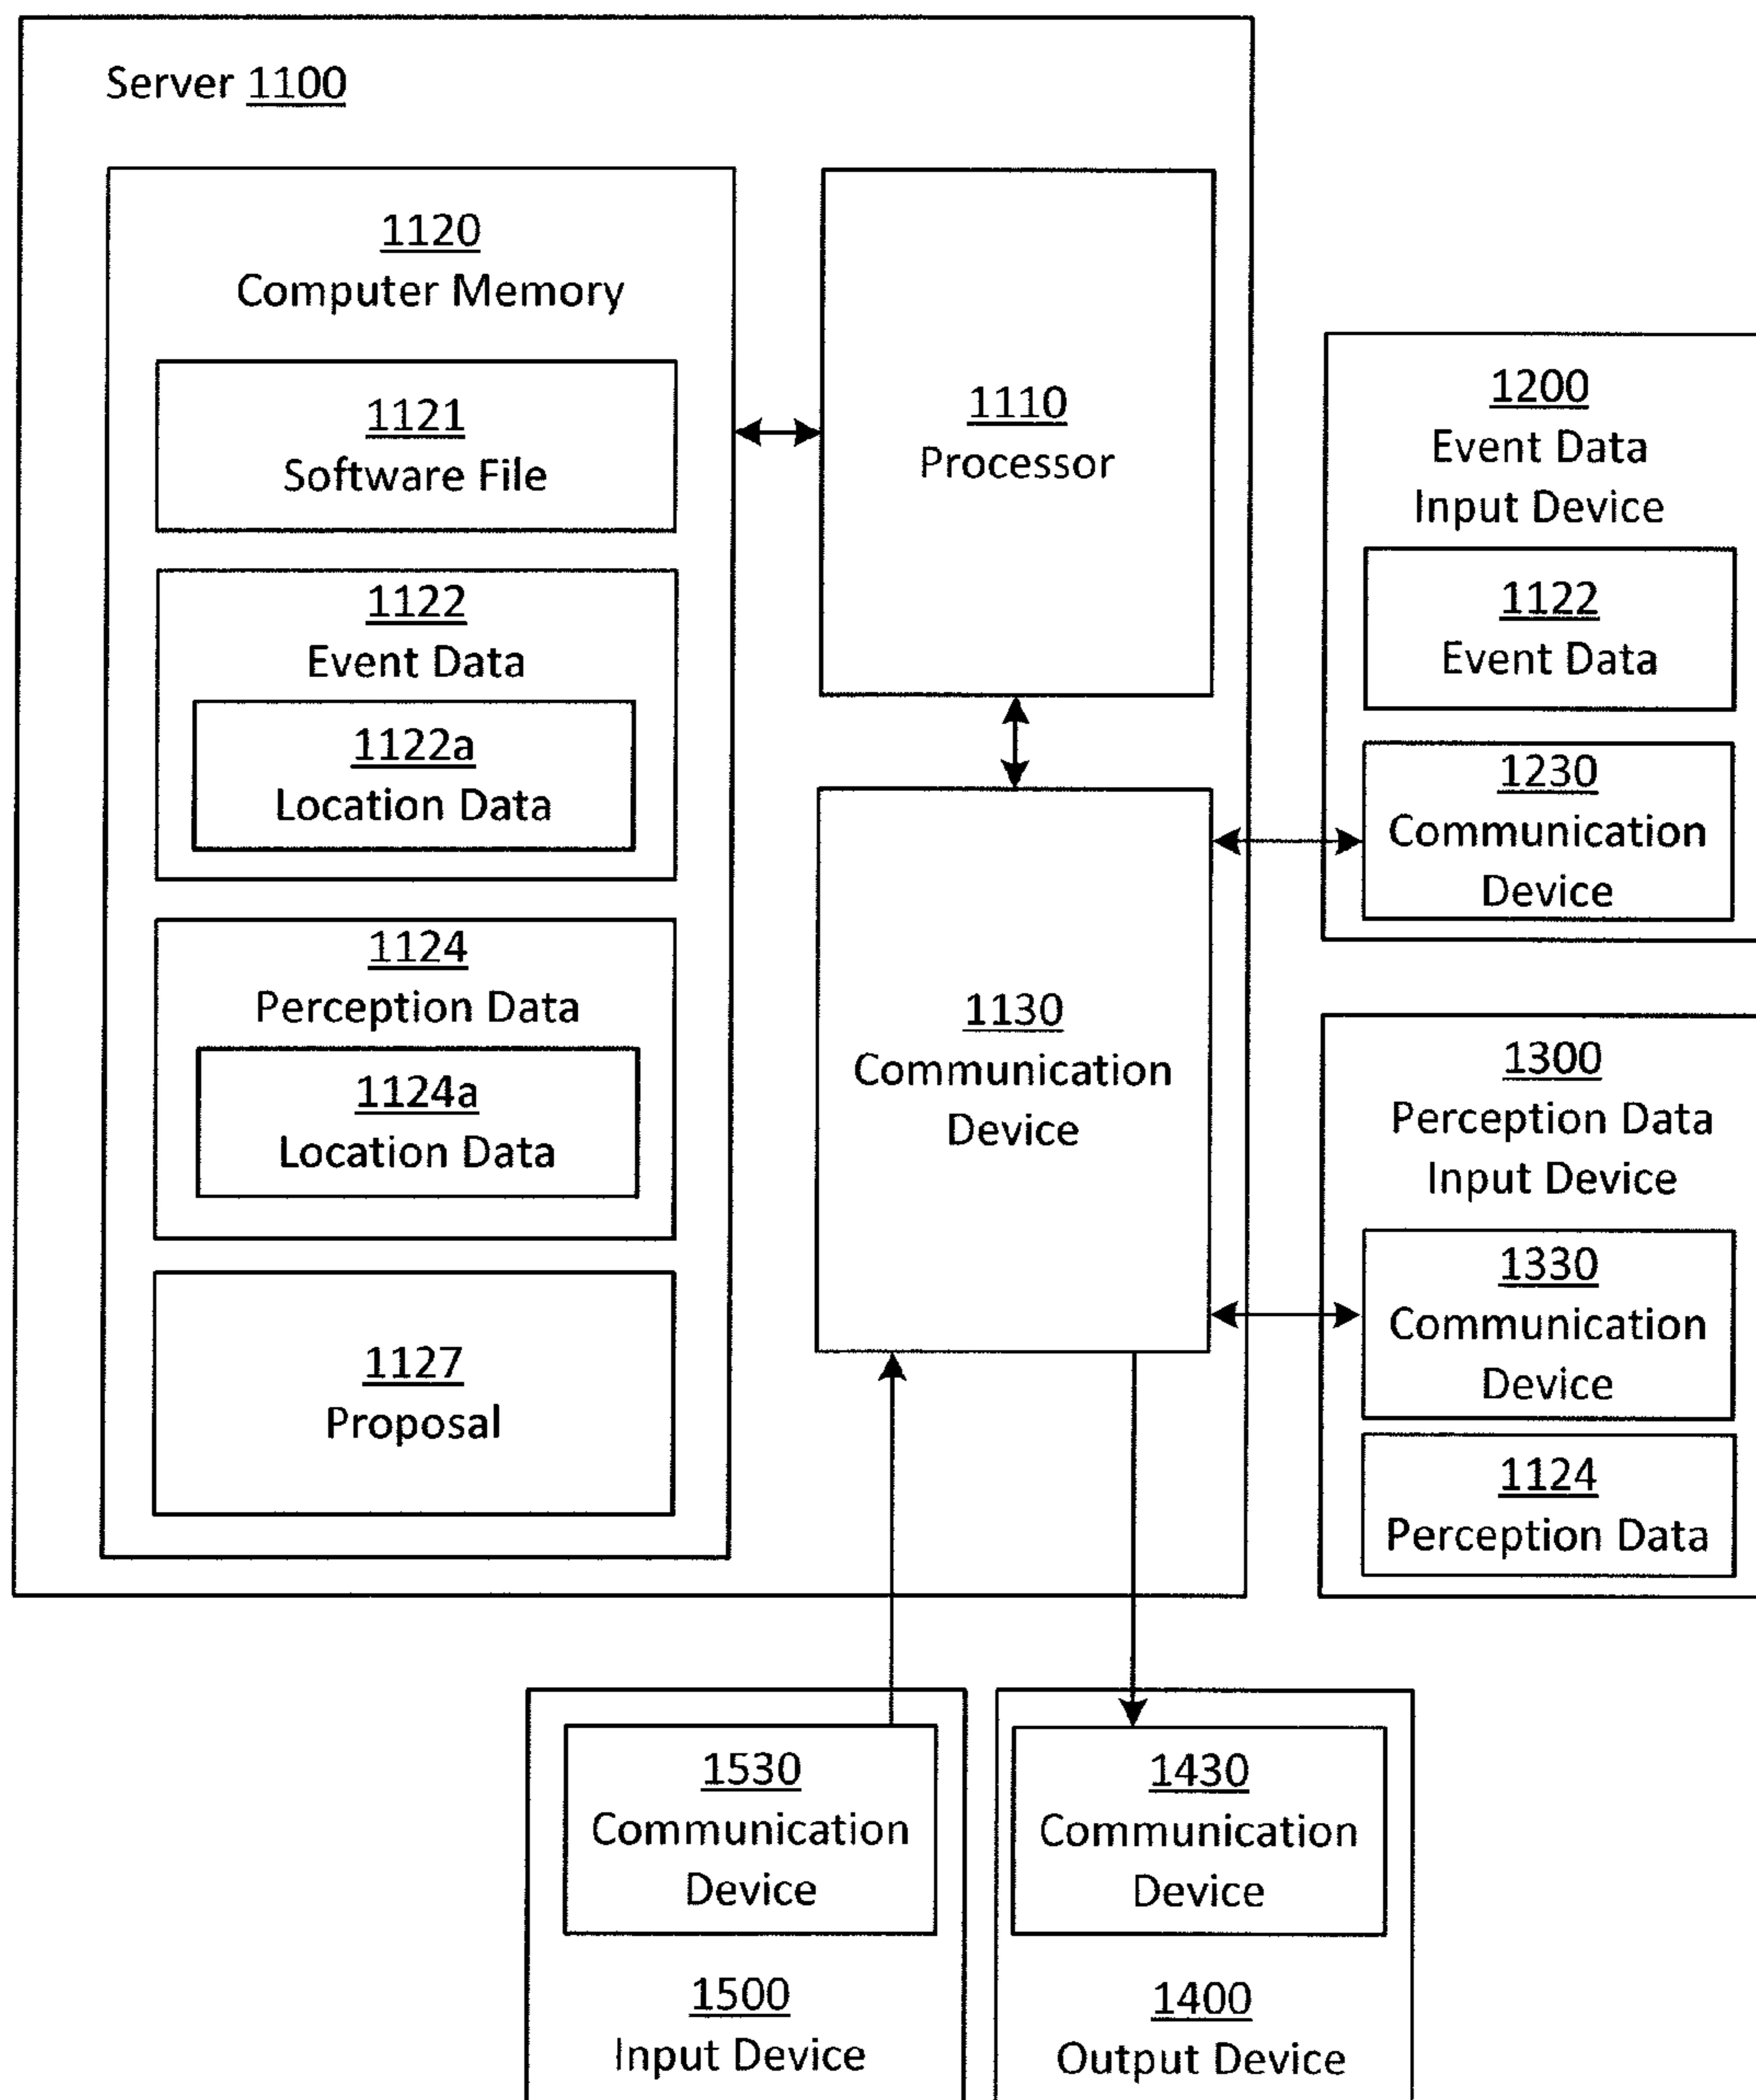 Server 1100
1120
Computer Memory
1121
Software File
1122
Event Data
1122a
Location Data
1124
Perception Data
1124a
Location Data
1127
Proposal
1110
Processor
1130
Communication
Device
1200
Event Data
Input Device
1122
Event Data
1230
Communication
Device
1300
Perception Data
Input Device
1330
Communication
Device
1124
Perception Data
1530
Communication
Device
1500
Input Device
1430
Communication
Device
1400
Output Device